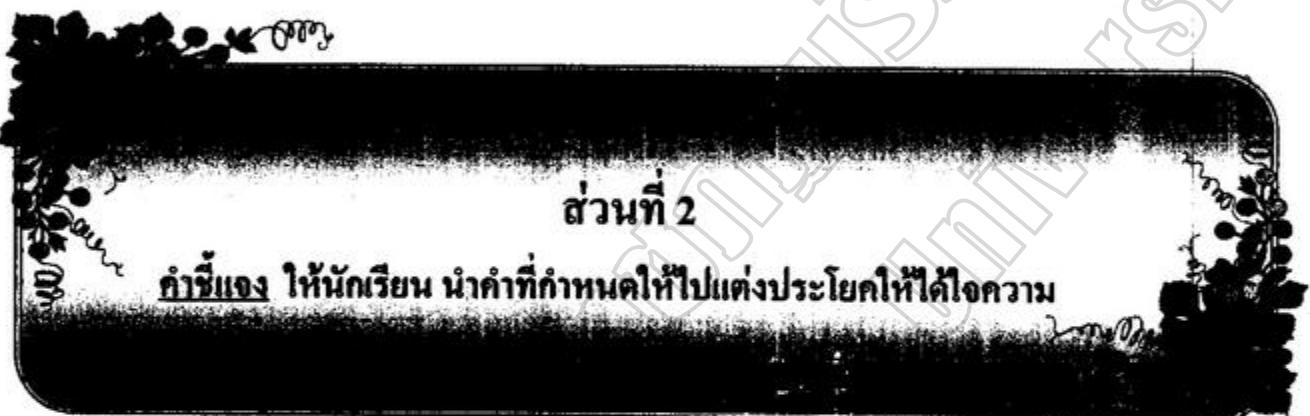 ส่วนที่ 2
คำชี้แจง ให้นักเรียน นำคำที่กำหนดให้ไปแต่งประโยคให้ได้ใจความ